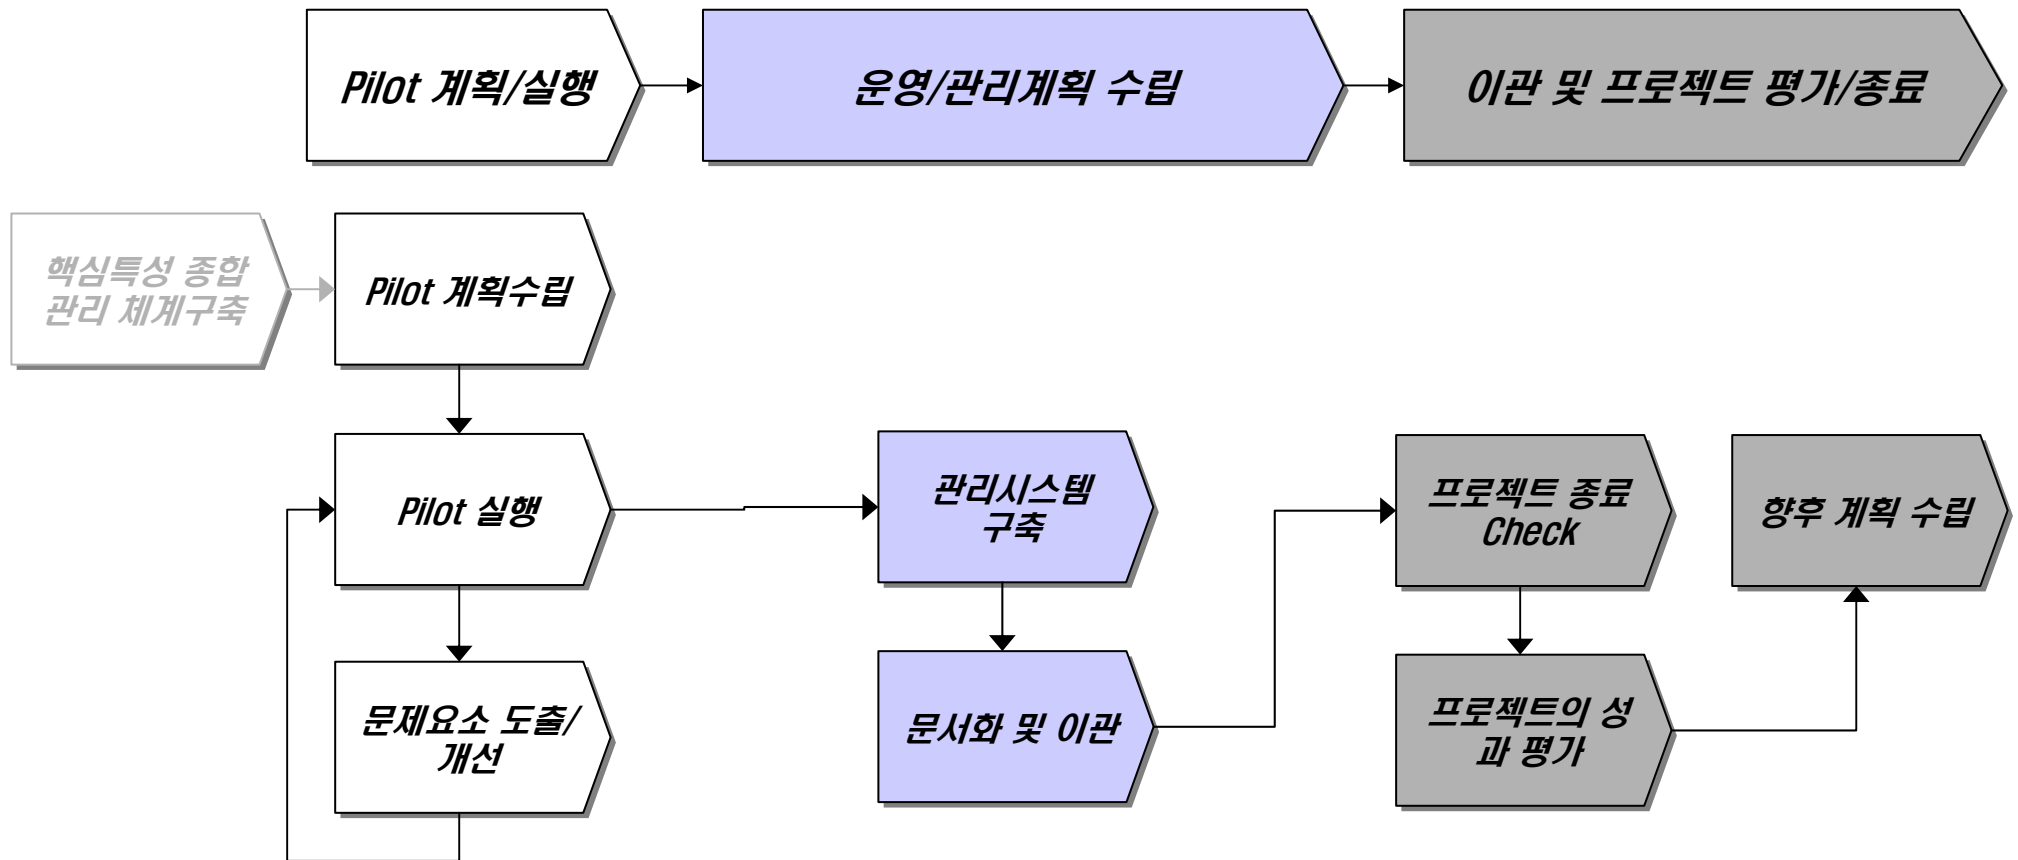 Pilot 계획/실행
운영/관리계획 수립
이관 및 프로젝트 평가/종료
핵심특성 종합
관리 체계구축
Pilot 계획수립
Pilot 실행
관리시스템
구축
프로젝트 종료
Check
향후 계획 수립
문제요소 도출/
개선
문서화 및 이관
프로젝트의 성
과 평가